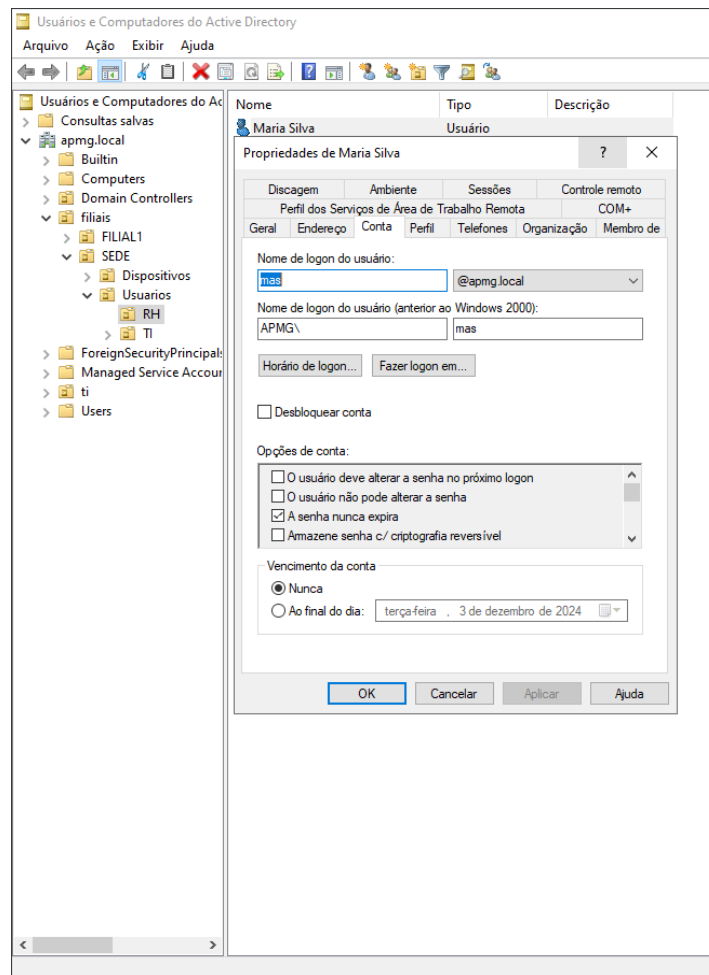 Usuários e Computadores do Active Directory
Arquivo Ação Exibir Ajuda
Usuários e Computadores do Ac
Consultas salvas
apmg.local
Builtin
Computers
Domain Controllers
filiais
FILIAL1
SEDE
Dispositivos
Usuarios
RH
TI
ForeignSecurityPrincipals
Managed Service Accour
ti
Users
Nome Tipo Descrição
Maria Silva Usuário
Propriedades de Maria Silva ? ×
Discagem Ambiente Sessões Controle remoto
Perfil dos Serviços de Área de Trabalho Remota COM+
Geral Endereço Conta Perfil Telefones Organização Membro de
Nome de logon do usuário:
mas @apmg.local
Nome de logon do usuário (anterior ao Windows 2000):
APMG\ mas
Horário de logon... Fazer logon em...
Desbloquear conta
Opções de conta:
O usuário deve alterar a senha no próximo logon
O usuário não pode alterar a senha
A senha nunca expira
Armazene senha c/ criptografia reversível
Vencimento da conta
Nunca
Ao final do dia: terça-feira , 3 de dezembro de 2024
OK Cancelar Aplicar Ajuda